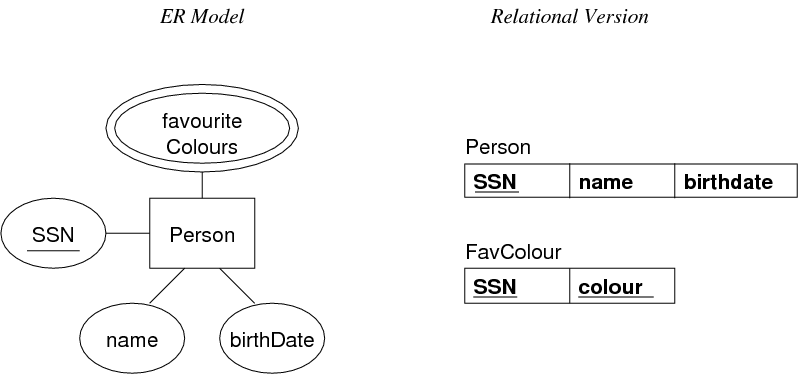 ER Model
Relational Version
favourite
Colours
SSN
Person
name
birthDate
Person
SSN name birthdate
FavColour
SSN colour